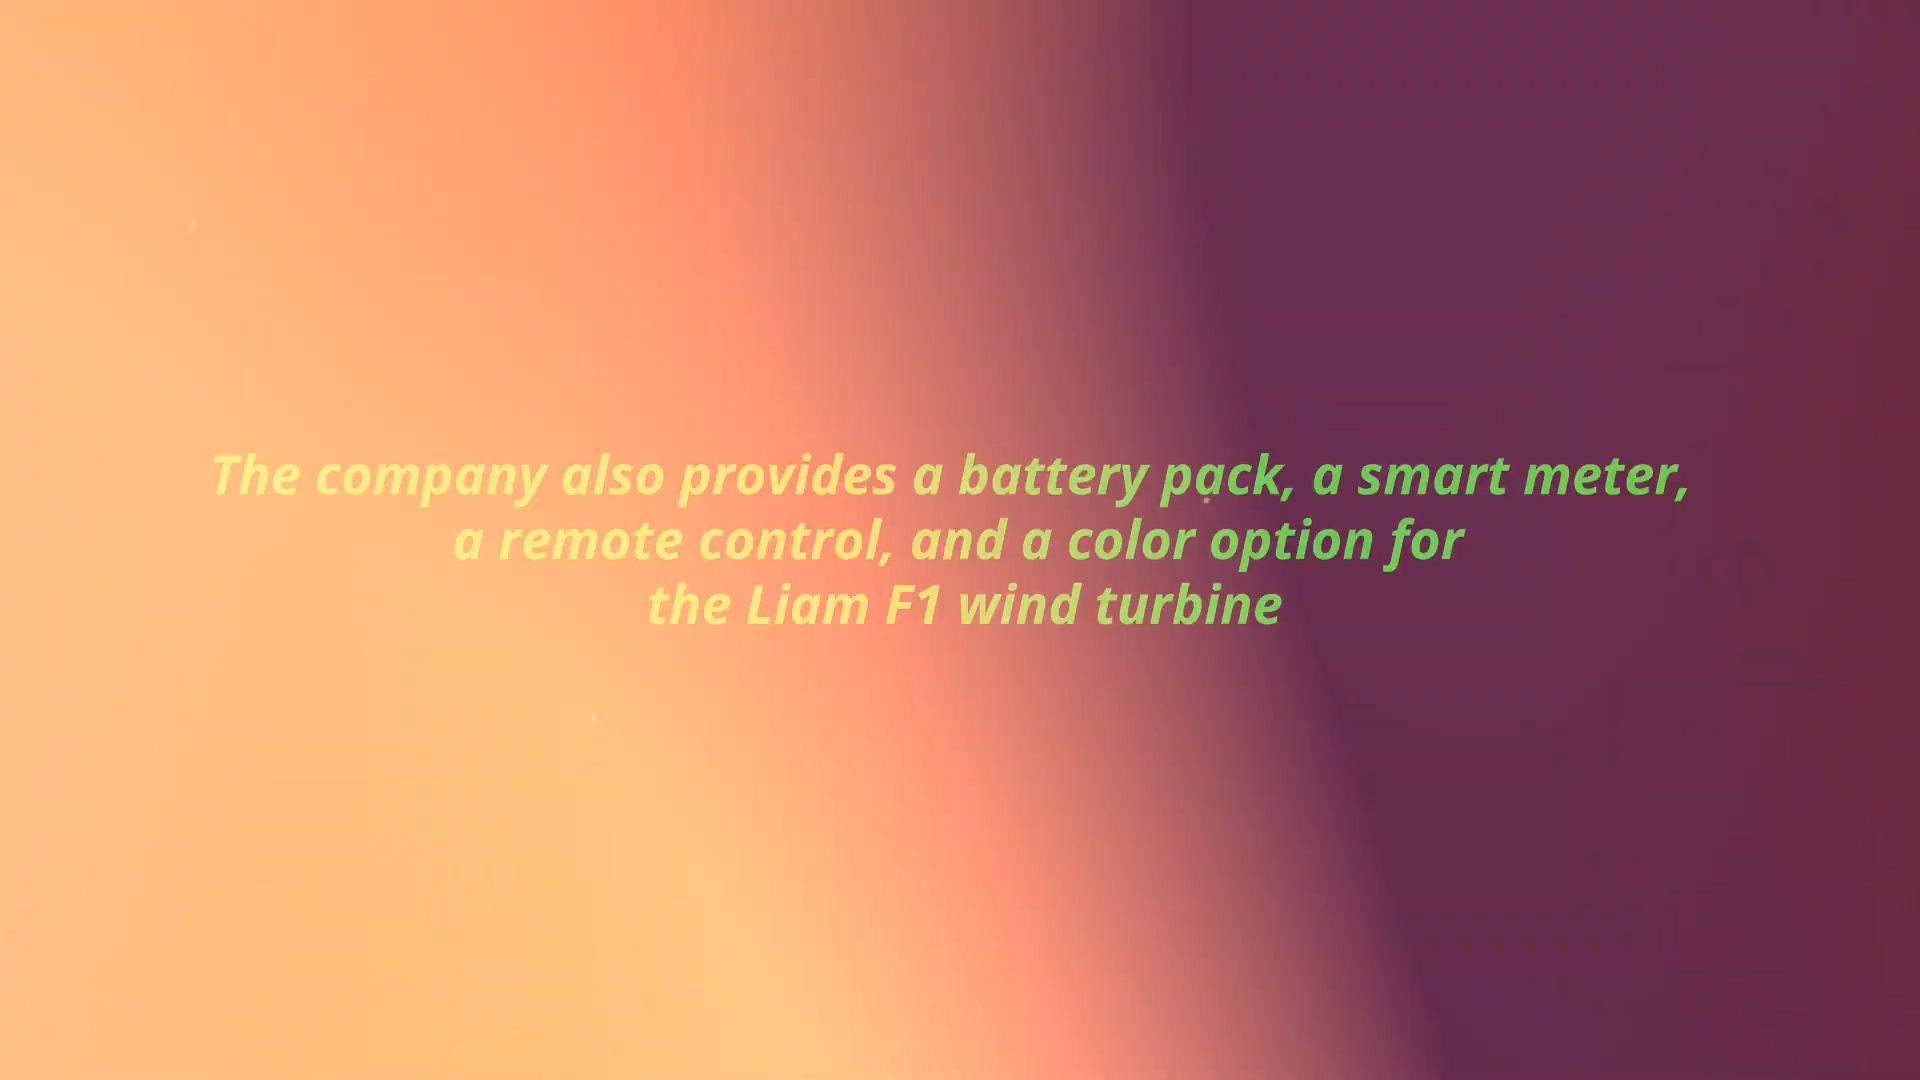 The company also provides a battery pack, a smart meter,
a remote control, and a color option for
the Liam F1 wind turbine